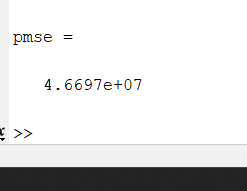 pmse =
4.6697e+07
>>